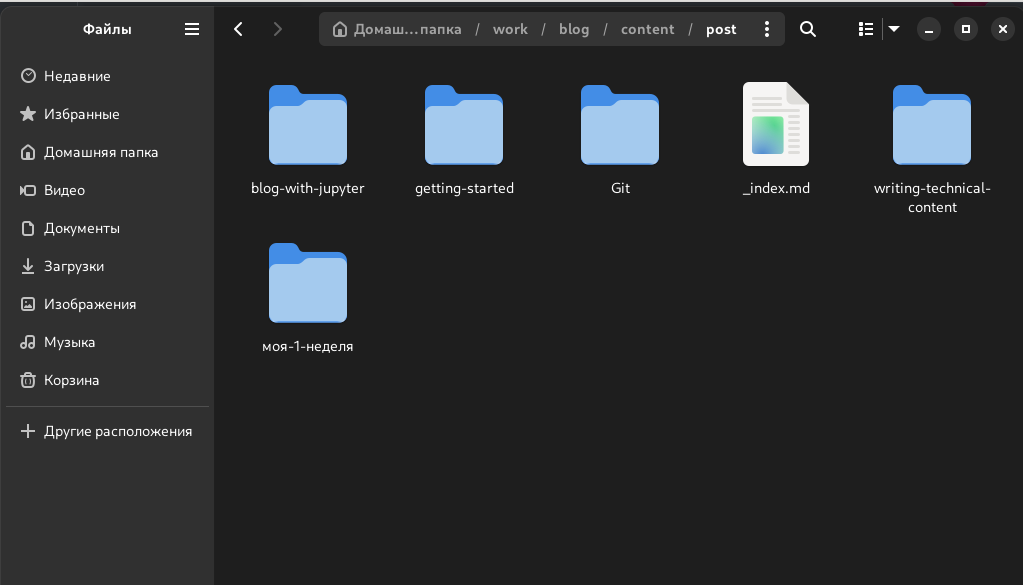 Файлы
Домаш...папка / work / blog / content / post
Недавние
Избранные
Домашняя папка
Видео
Документы
Загрузки
Изображения
Музыка
Корзина
Другие расположения
blog-with-jupyter
getting-started
Git
_index.md
writing-technical-
content
моя-1-неделя